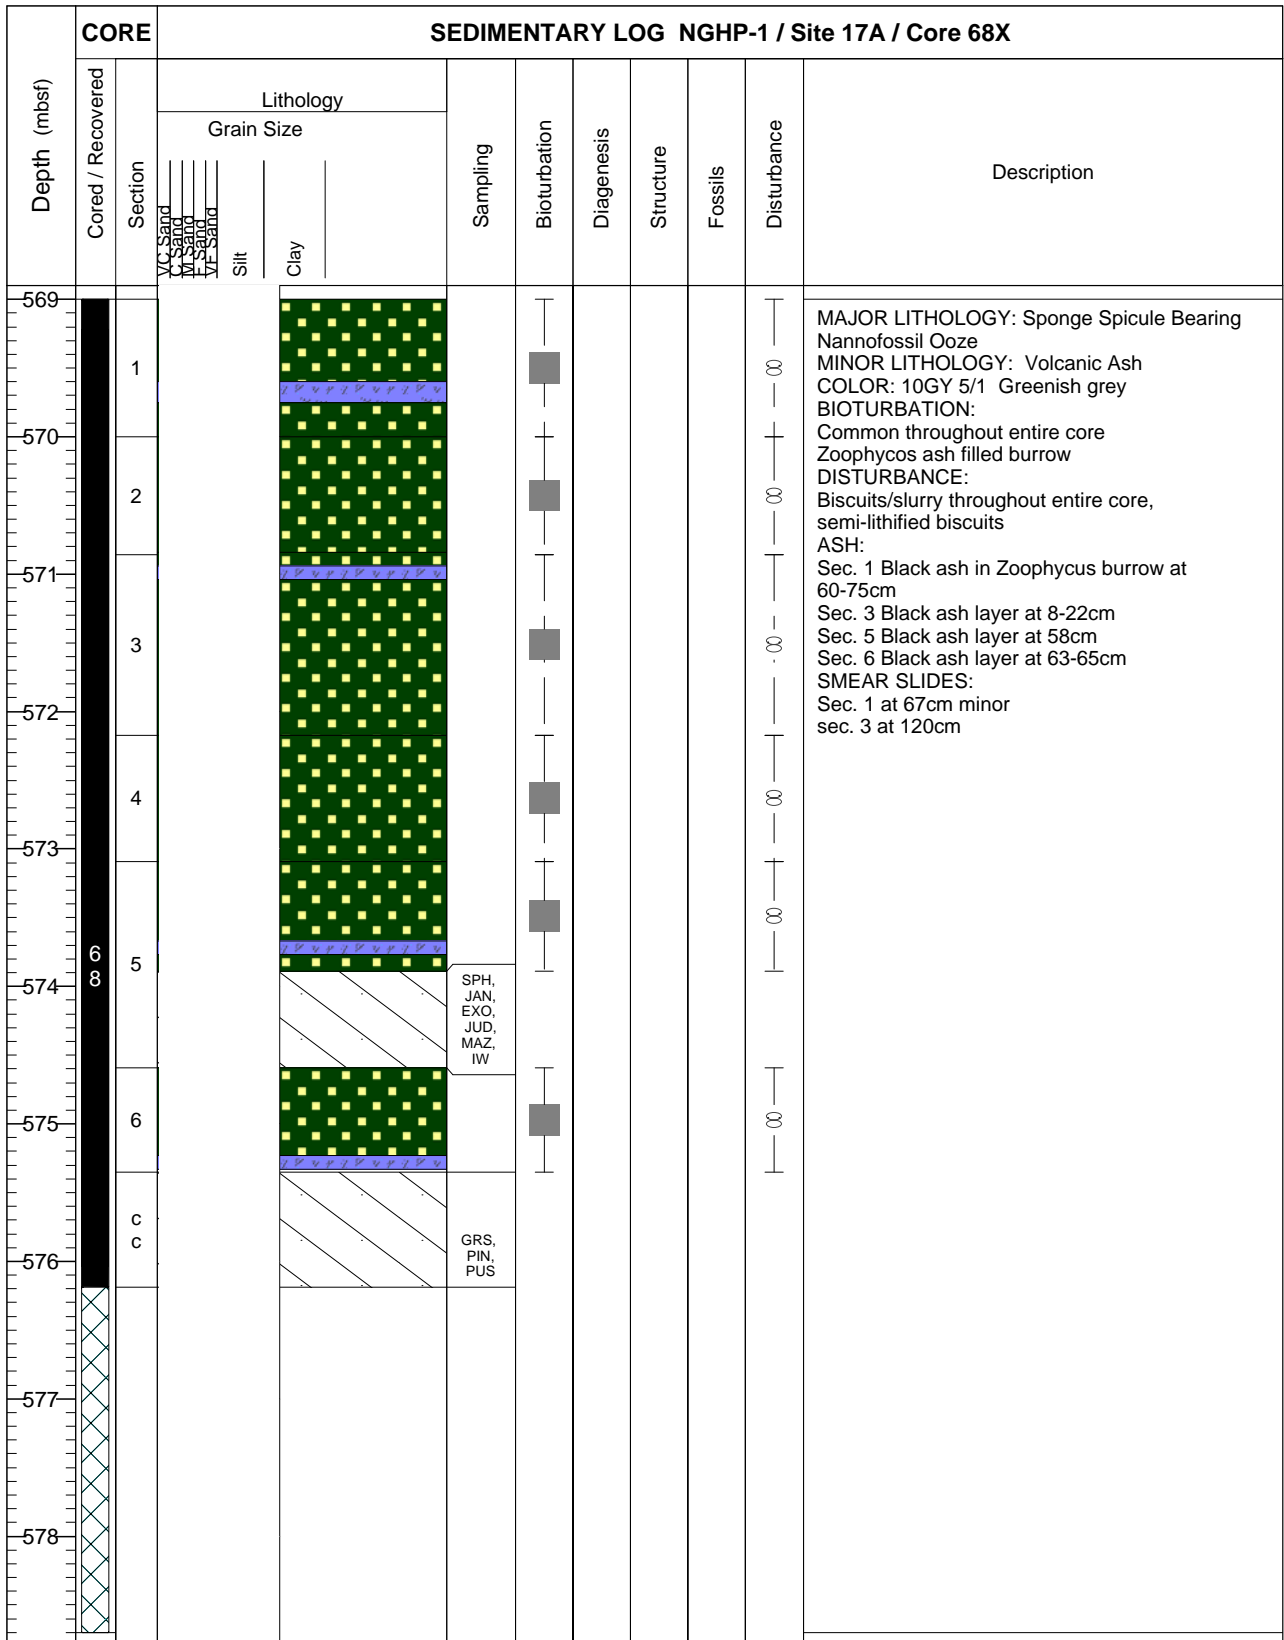 CORE
SEDIMENTARY LOG NGHP-1 / Site 17A / Core 68X
Depth (mbsf)
Cored / Recovered
Section
Lithology
Grain Size
VC Sand
C Sand
M Sand
F Sand
VF Sand
Silt
Clay
Sampling
Bioturbation
Diagenesis
Structure
Fossils
Disturbance
Description
569
570
571
572
573
574
575
576
577
578
6
8
1
2
3
4
5
6
c
c
SPH,
JAN,
EXO,
JUD,
MAZ,
IW
GRS,
PIN,
PUS
MAJOR LITHOLOGY: Sponge Spicule Bearing
Nannofossil Ooze
MINOR LITHOLOGY: Volcanic Ash
COLOR: 10GY 5/1 Greenish grey
BIOTURBATION:
Common throughout entire core
Zoophycos ash filled burrow
DISTURBANCE:
Biscuits/slurry throughout entire core,
semi-lithified biscuits
ASH:
Sec. 1 Black ash in Zoophycus burrow at
60-75cm
Sec. 3 Black ash layer at 8-22cm
Sec. 5 Black ash layer at 58cm
Sec. 6 Black ash layer at 63-65cm
SMEAR SLIDES:
Sec. 1 at 67cm minor
sec. 3 at 120cm